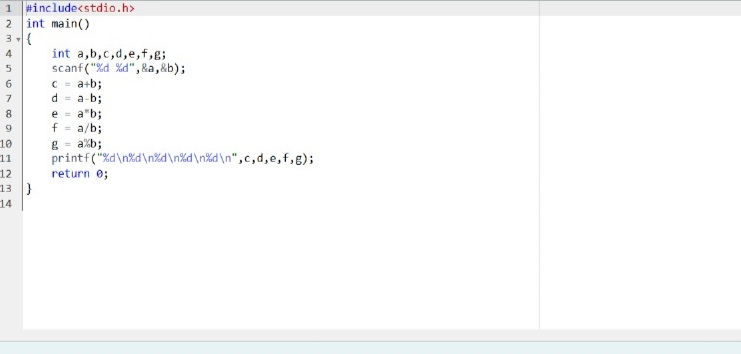 1 #include<stdio.h>
2 int main()
3 {
4 int a,b,c,d,e,f,g;
5 scanf("%d %d",&a,&b);
6 c = a+b;
7 d = a-b;
8 e = a*b;
9 f = a/b;
10 g = a%b;
11 printf("%d\n%d\n%d\n%d\n%d\n",c,d,e,f,g);
12 return 0;
13 }
14